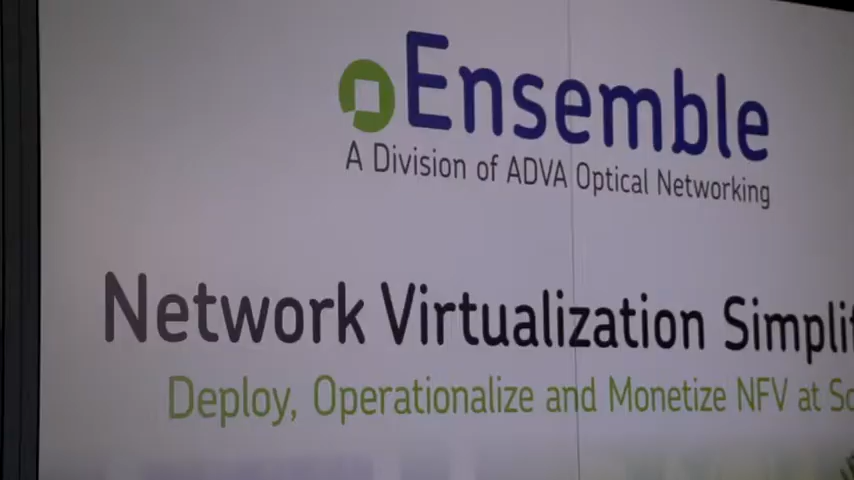 Ensemble
A Division of ADVA Optical Networking
Network Virtualization Simplif
Deploy, Operationalize and Monetize NFV at Sc